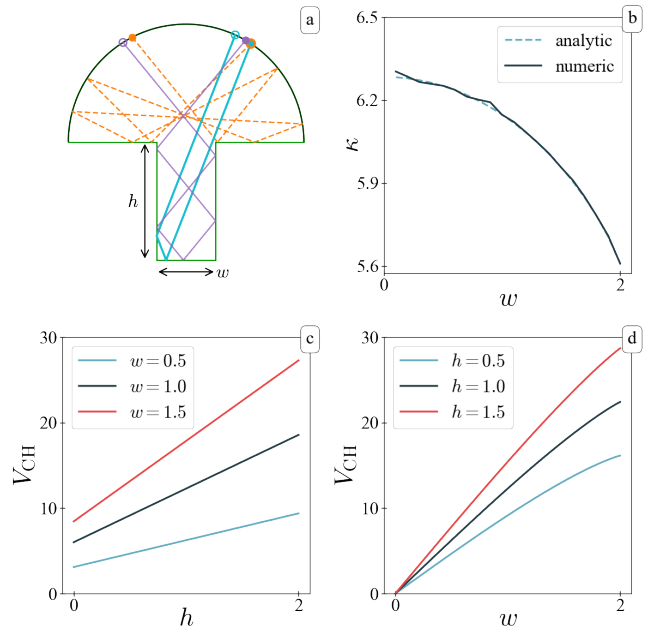 a
h
w
b
6.5
6.2
5.9
5.6
κ
analytic
numeric
0
2
w
c
30
20
10
0
V_CH
w = 0.5
w = 1.0
w = 1.5
0
2
h
d
30
20
10
0
V_CH
h = 0.5
h = 1.0
h = 1.5
0
2
w